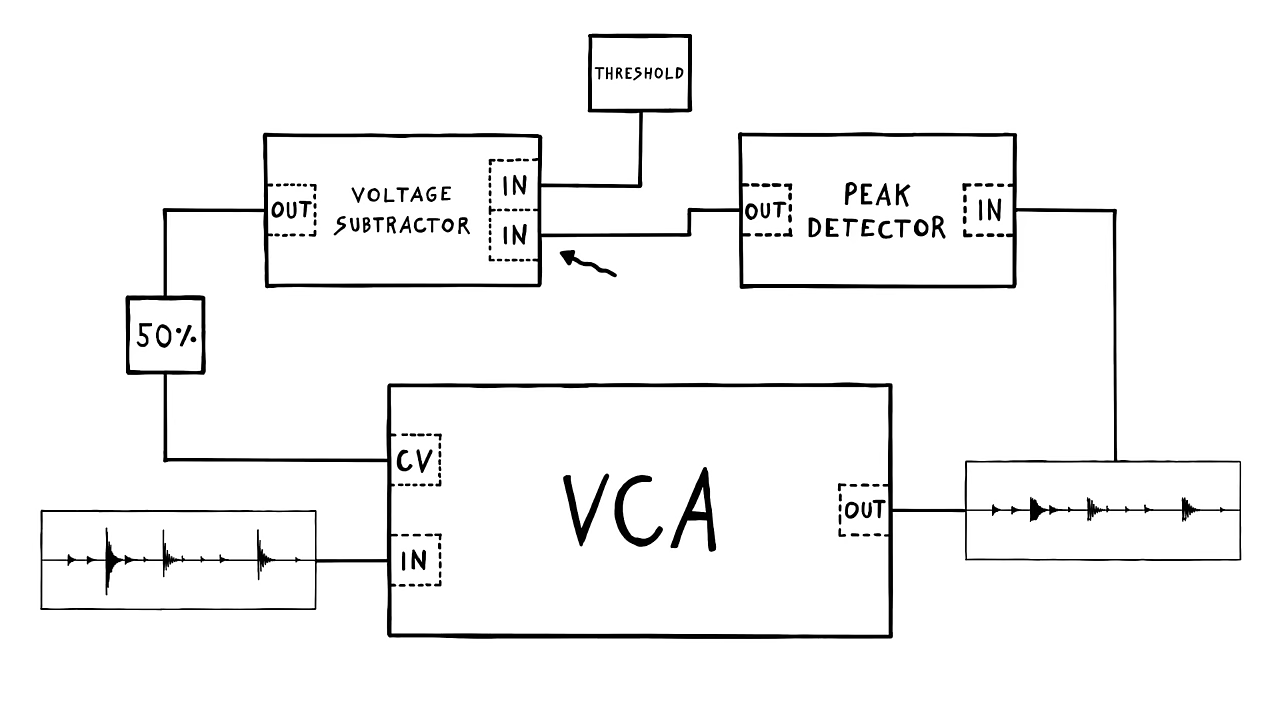 THRESHOLD
OUT
VOLTAGE
SUBTRACTOR
IN
IN
OUT
PEAK
DETECTOR
IN
50%
CV
IN
VCA
OUT